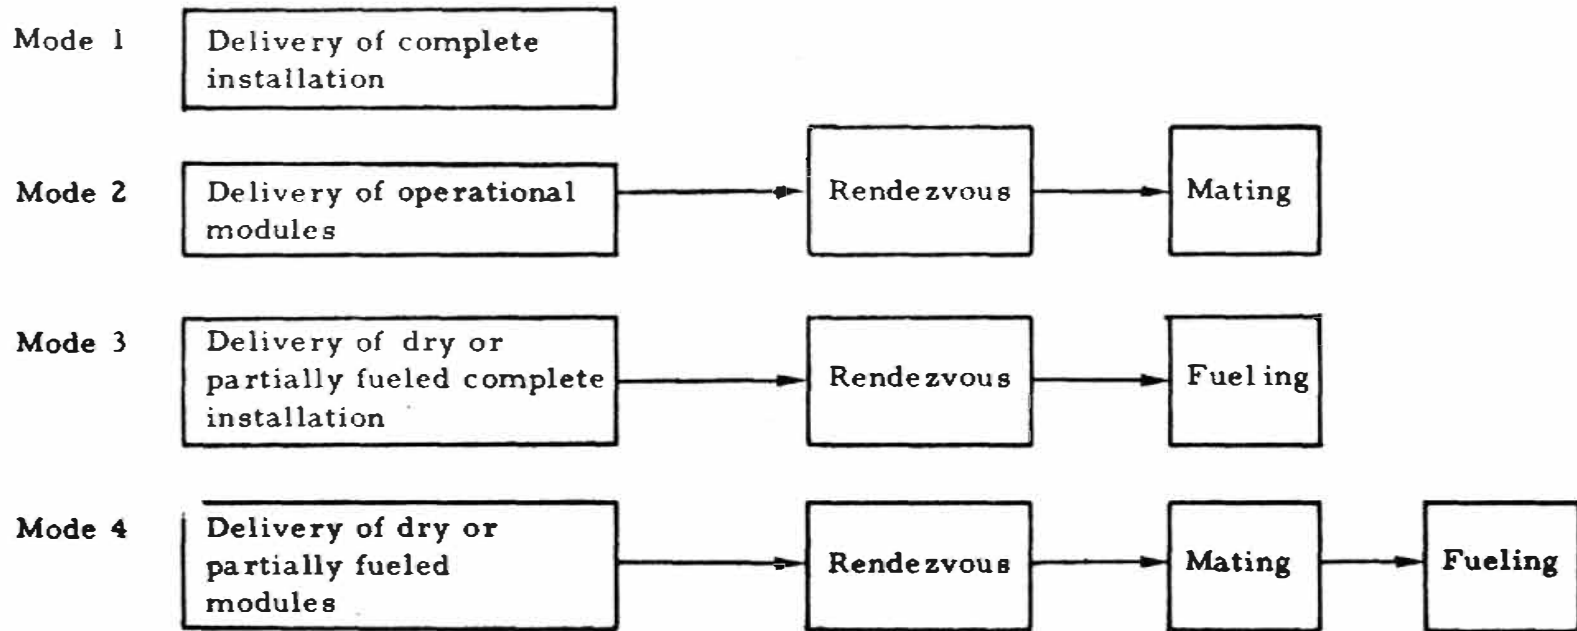 Mode 1
Delivery of complete
installation
Mode 2
Delivery of operational
modules
Rendezvous
Mating
Mode 3
Delivery of dry or
partially fueled complete
installation
Rendezvous
Fueling
Mode 4
Delivery of dry or
partially fueled
modules
Rendezvous
Mating
Fueling